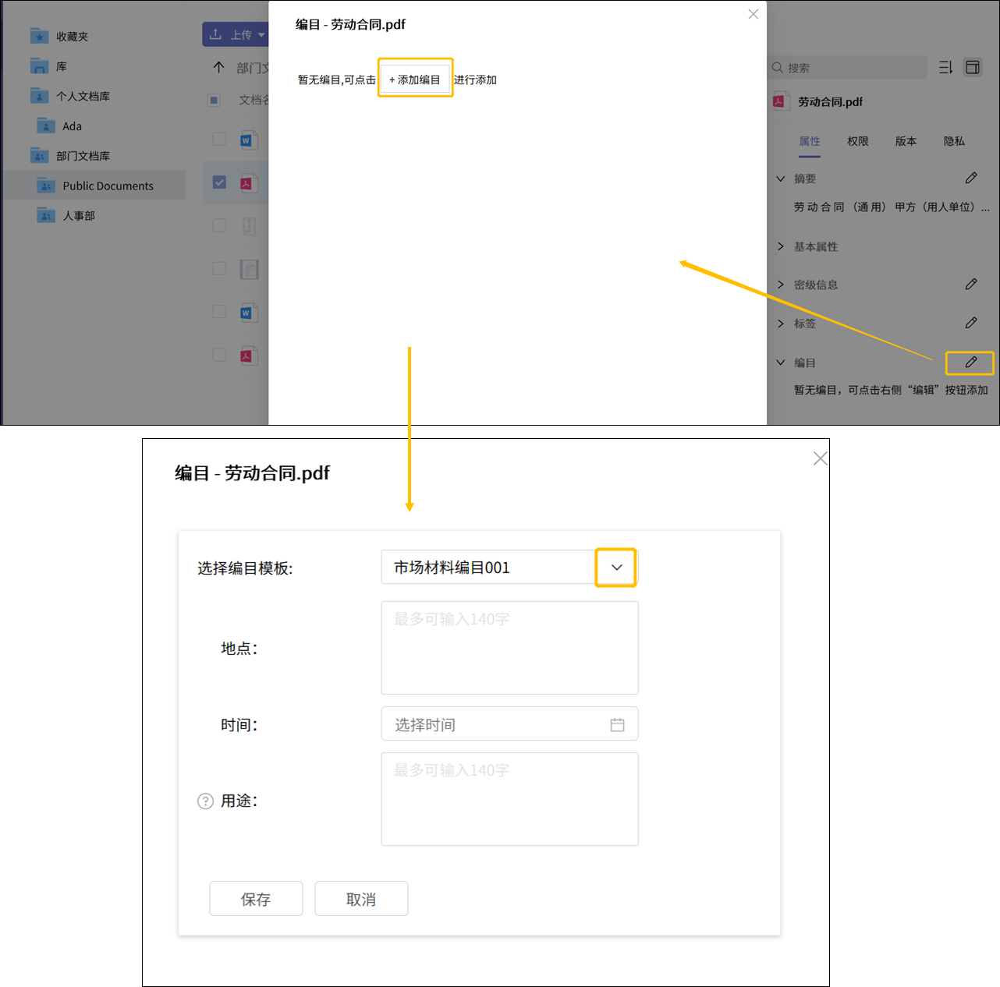 收藏夹
库
个人文档库
Ada
部门文档库
Public Documents
人事部
上传
部门文
文档名
编目 - 劳动合同.pdf
暂无编目,可点击 + 添加编目 进行添加
搜索
劳动合同.pdf
属性 权限 版本 隐私
摘要
劳 动 合 同 （通 用） 甲方（用人单位）...
基本属性
密级信息
标签
编目
暂无编目，可点击右侧“编辑”按钮添加
编目 - 劳动合同.pdf
选择编目模板: 市场材料编目001
地点： 最多可输入140字
时间： 选择时间
用途： 最多可输入140字
保存 取消